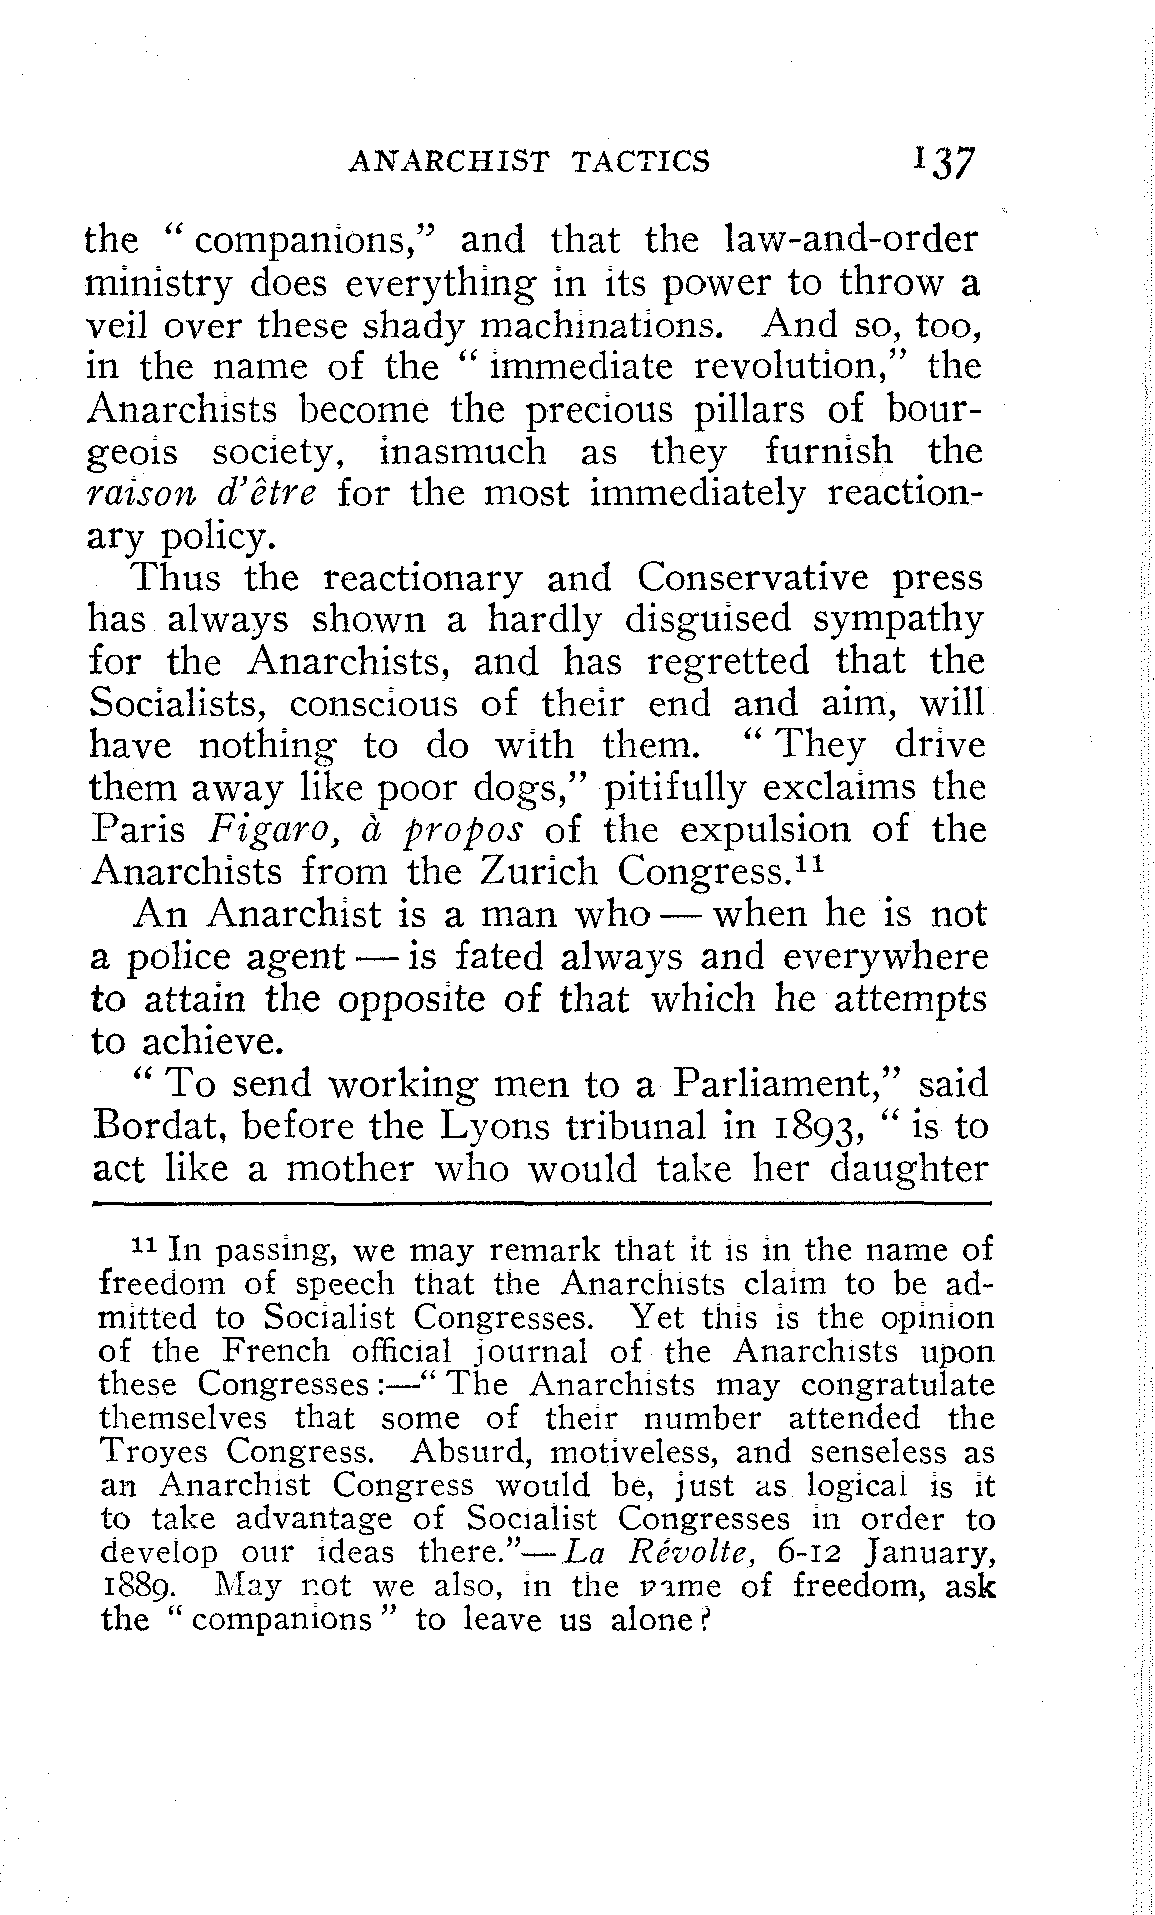 ANARCHIST TACTICS 137
the " companions," and that the law-and-order
ministry does everything in its power to throw a
veil over these shady machinations. And so, too,
in the name of the " immediate revolution," the
Anarchists become the precious pillars of bour-
geois society, inasmuch as they furnish the
raison d'être for the most immediately reaction-
ary policy.
Thus the reactionary and Conservative press
has always shown a hardly disguised sympathy
for the Anarchists, and has regretted that the
Socialists, conscious of their end and aim, will
have nothing to do with them. " They drive
them away like poor dogs," pitifully exclaims the
Paris Figaro, à propos of the expulsion of the
Anarchists from the Zurich Congress.¹¹
An Anarchist is a man who — when he is not
a police agent — is fated always and everywhere
to attain the opposite of that which he attempts
to achieve.
" To send working men to a Parliament," said
Bordat, before the Lyons tribunal in 1893, " is to
act like a mother who would take her daughter
¹¹ In passing, we may remark that it is in the name of
freedom of speech that the Anarchists claim to be ad-
mitted to Socialist Congresses. Yet this is the opinion
of the French official journal of the Anarchists upon
these Congresses :—" The Anarchists may congratulate
themselves that some of their number attended the
Troyes Congress. Absurd, motiveless, and senseless as
an Anarchist Congress would be, just as logical is it
to take advantage of Socialist Congresses in order to
develop our ideas there."— La Révolte, 6-12 January,
1889. May not we also, in the name of freedom, ask
the " companions " to leave us alone?